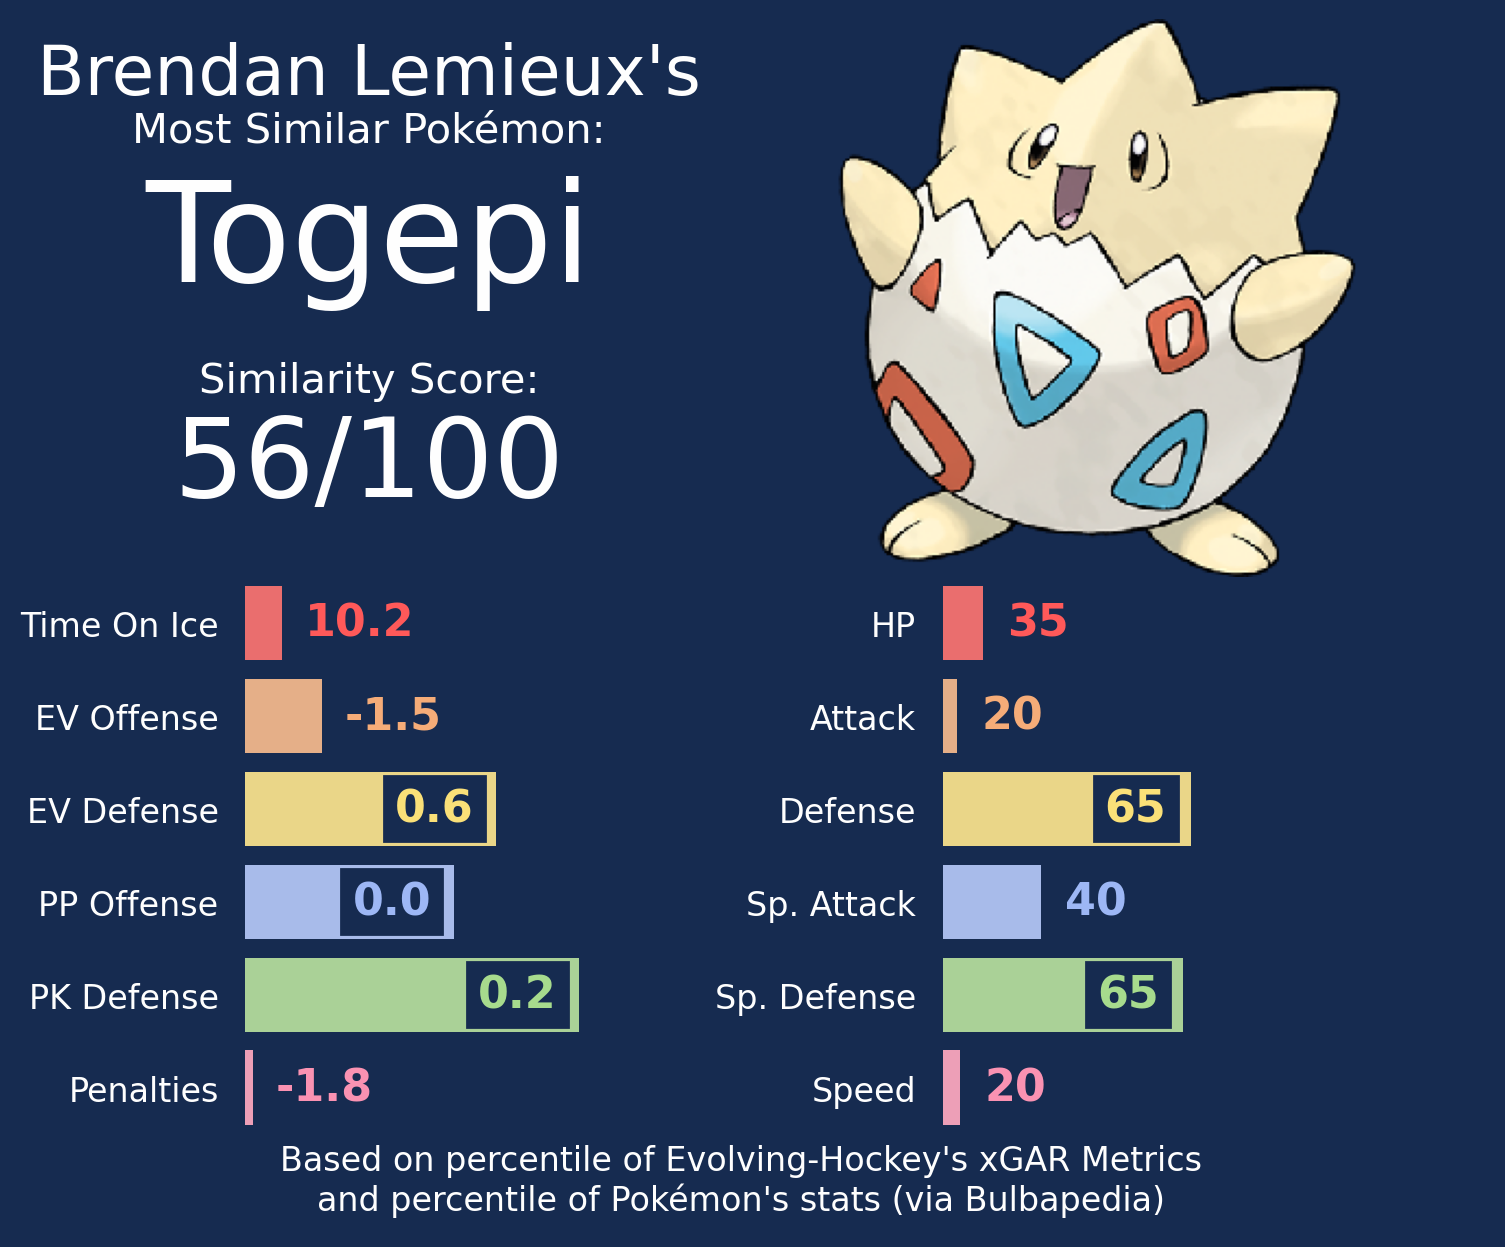 Brendan Lemieux's
Most Similar Pokémon:
Togepi
Similarity Score:
56/100
Time On Ice 10.2
EV Offense -1.5
EV Defense 0.6
PP Offense 0.0
PK Defense 0.2
Penalties -1.8
HP 35
Attack 20
Defense 65
Sp. Attack 40
Sp. Defense 65
Speed 20
Based on percentile of Evolving-Hockey's xGAR Metrics
and percentile of Pokémon's stats (via Bulbapedia)